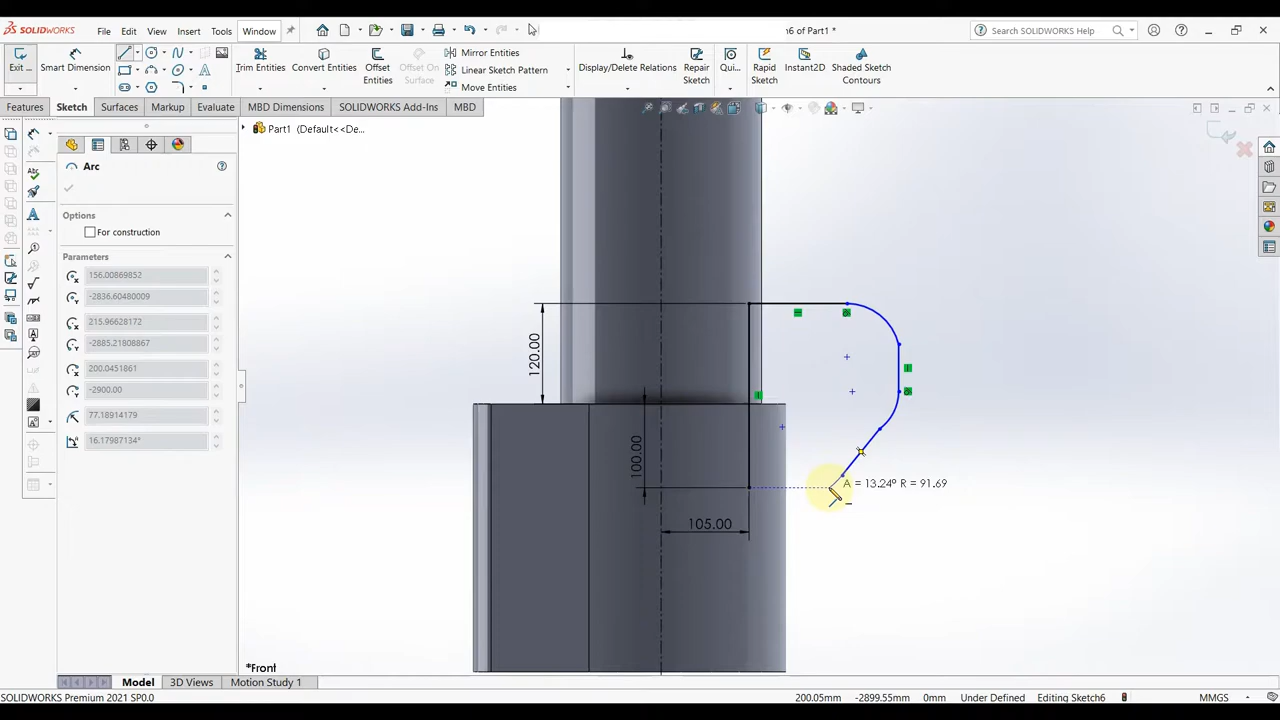 SOLIDWORKS
File
Edit
View
Insert
Tools
Window
n6 of Part1 *
Search SOLIDWORKS Help
Exit ...
Smart Dimension
Trim Entities
Convert Entities
Offset
Entities
Offset On
Surface
Mirror Entities
Linear Sketch Pattern
Move Entities
Display/Delete Relations
Repair
Sketch
Qui...
Rapid
Sketch
Instant2D
Shaded Sketch
Contours
Features
Sketch
Surfaces
Markup
Evaluate
MBD Dimensions
SOLIDWORKS Add-Ins
MBD
Part1 (Default<<De...
Arc
Options
For construction
Parameters
156.00869852
-2836.60480009
215.96628172
-2885.21808867
200.0451861
-2900.00
77.18914179
16.17987134°
120.00
100.00
105.00
A = 13.24° R = 91.69
*Front
Model
3D Views
Motion Study 1
SOLIDWORKS Premium 2021 SP0.0
200.05mm
-2899.55mm
0mm
Under Defined
Editing Sketch6
MMGS